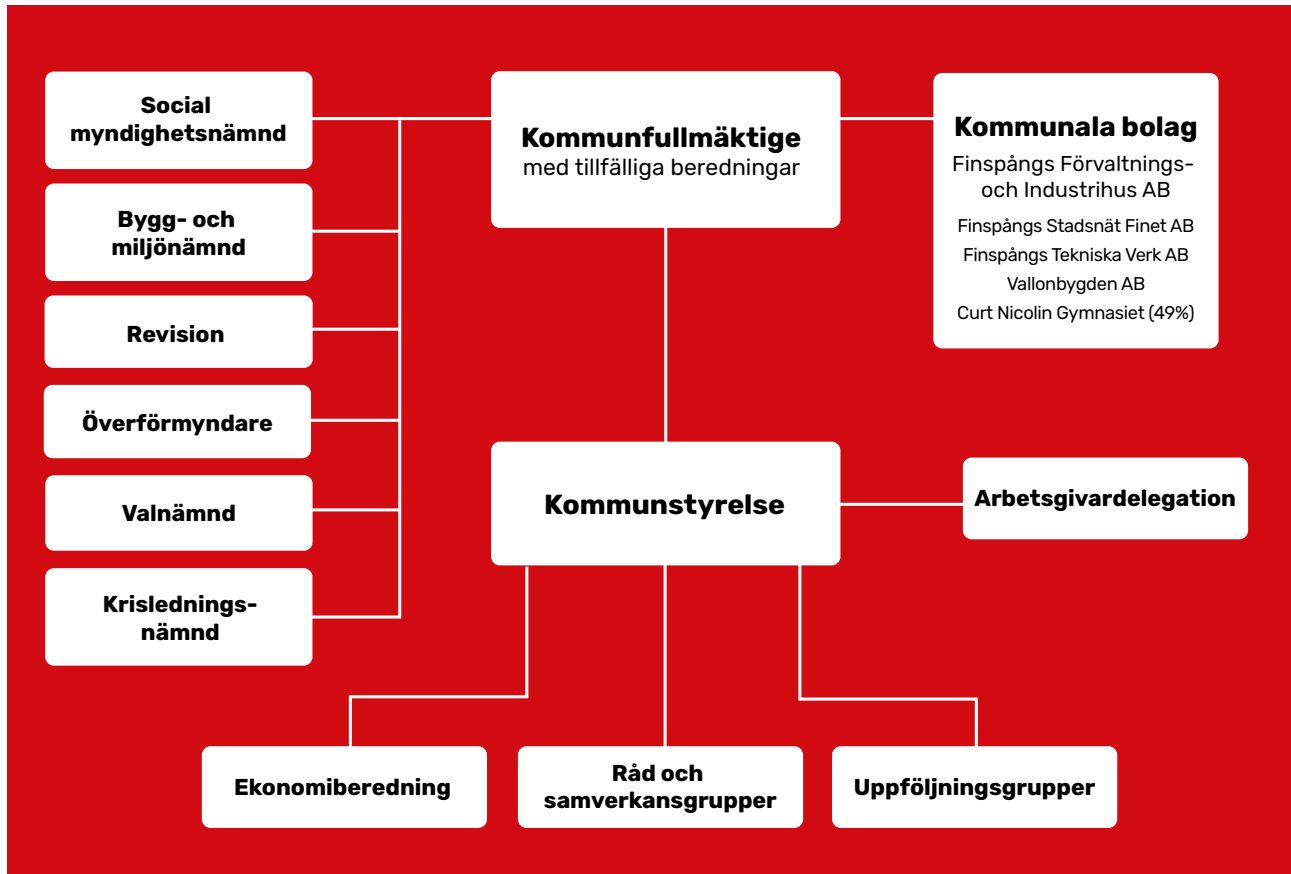 Social
myndighetsnämnd
Bygg- och
miljönämnd
Revision
Överförmyndare
Valnämnd
Krislednings-
nämnd
Kommunfullmäktige
med tillfälliga beredningar
Kommunala bolag
Finspångs Förvaltnings-
och Industrihus AB
Finspångs Stadsnät Finet AB
Finspångs Tekniska Verk AB
Vallonbygden AB
Curt Nicolin Gymnasiet (49%)
Kommunstyrelse
Arbetsgivardelegation
Ekonomiberedning
Råd och
samverkansgrupper
Uppföljningsgrupper